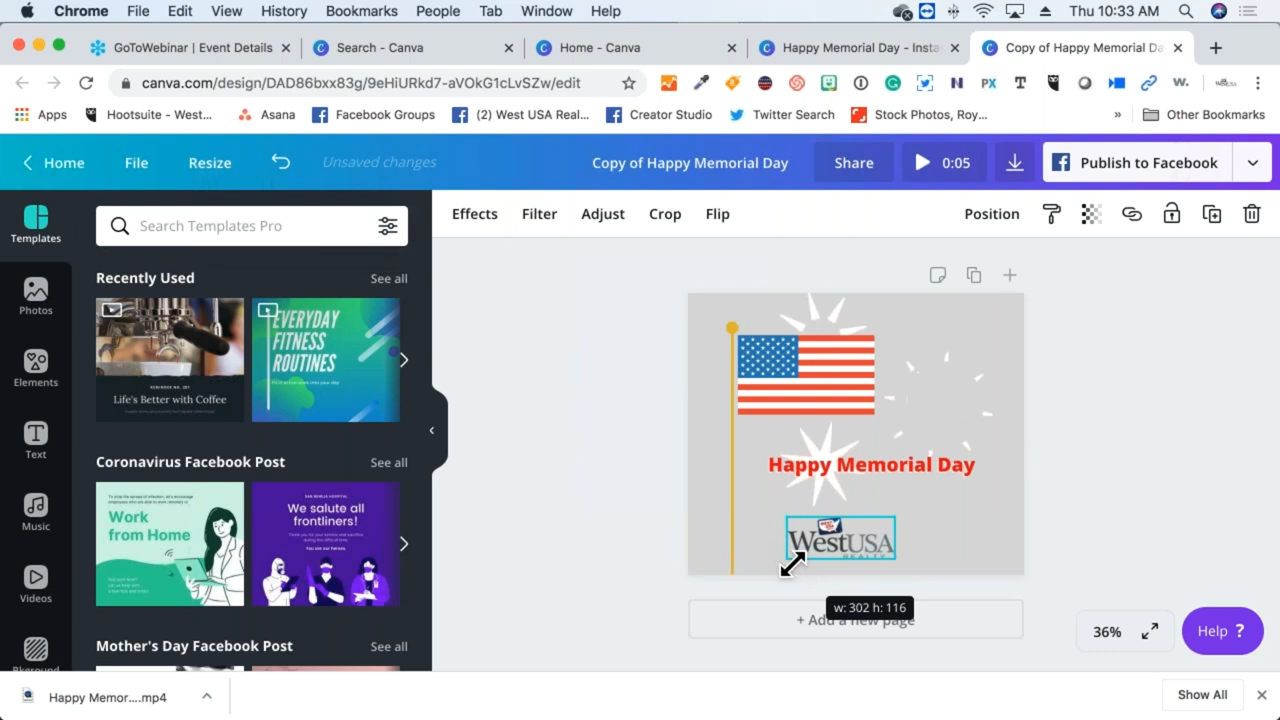 Chrome File Edit View History Bookmarks People Tab Window Help Thu 10:33 AM
GoToWebinar | Event Details Search - Canva Home - Canva Happy Memorial Day - Insta Copy of Happy Memorial Da
canva.com/design/DAD86bxx83g/9eHiURkd7-aVOkG1cLvSZw/edit
Apps Hootsuite - West... Asana Facebook Groups (2) West USA Real... Creator Studio Twitter Search Stock Photos, Roy... » Other Bookmarks
Home File Resize Unsaved changes Copy of Happy Memorial Day Share 0:05 Publish to Facebook
Templates
Photos
Elements
Text
Music
Videos
Search Templates Pro
Recently Used See all
Life's Better with Coffee
EVERYDAY
FITNESS
ROUTINES
Coronavirus Facebook Post See all
Work
from Home
We salute all
frontliners!
Mother's Day Facebook Post See all
Effects Filter Adjust Crop Flip Position
Happy Memorial Day
WestUSA
REALTY
w: 302 h: 116
+ Add a new page
36% Help ?
Happy Memor....mp4 Show All